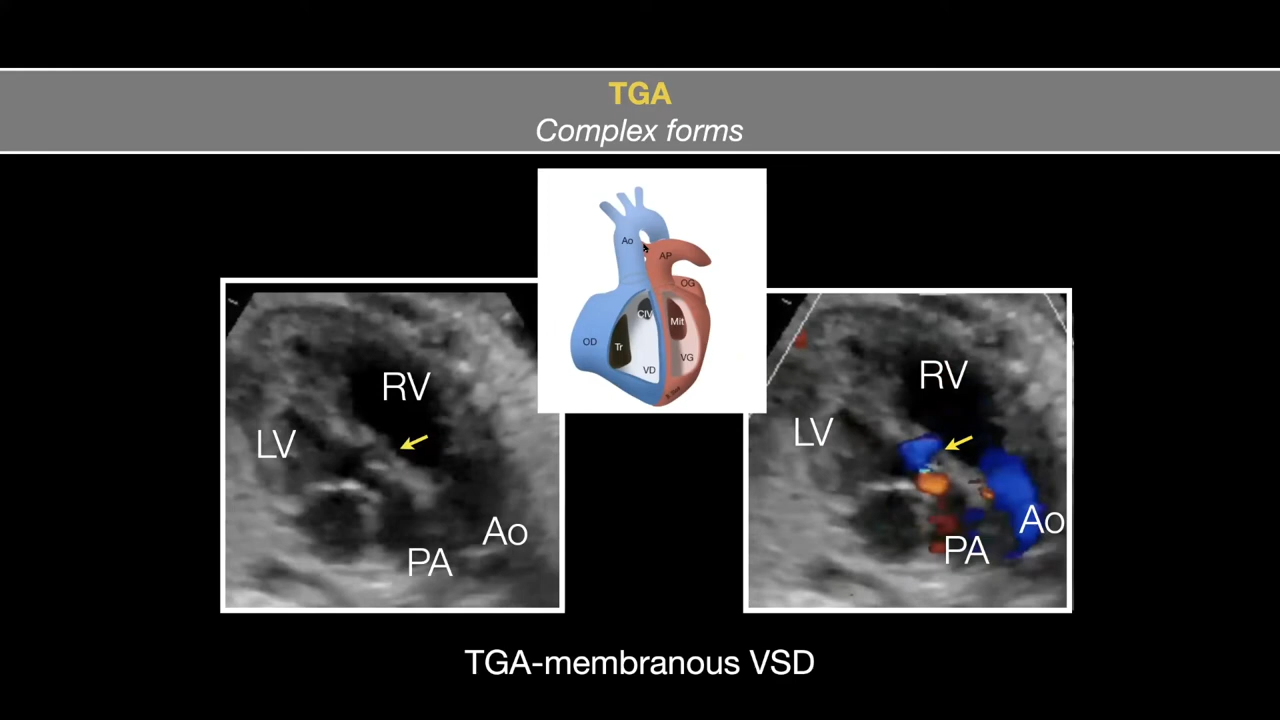 TGA
Complex forms
Ao
AP
OG
CIV
Mit
OD
Tr
VG
VD
RV
LV
Ao
PA
RV
LV
Ao
PA
TGA-membranous VSD